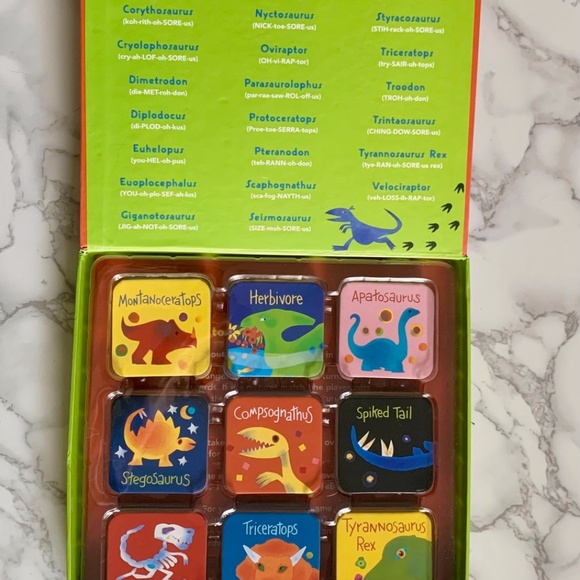 Corythosaurus
(koh-rith-oh-SORE-us)
Cryolophosaurus
(cry-ah-LOF-oh-SORE-us)
Dimetrodon
(die-MET-roh-don)
Diplodocus
(di-PLOD-oh-kus)
Euhelopus
(you-HEL-oh-pus)
Euoplocephalus
(YOU-oh-plo-SEF-ah-lus)
Giganotosaurus
(JIG-ah-NOT-oh-SORE-us)
Nyctosaurus
(NICK-toe-SORE-us)
Oviraptor
(OH-vi-RAP-tor)
Parasaurolophus
(par-raa-saw-ROL-off-us)
Protoceratops
(Proe-toe-SERRA-tops)
Pteranodon
(teh-RANN-oh-don)
Scaphognathus
(sca-fog-NAYTH-us)
Seismosaurus
(SIZE-muh-SORE-us)
Styracosaurus
(STIH-rack-oh-SORE-us)
Triceratops
(try-SAIR-uh-tops)
Troodon
(TROH-oh-don)
Trintaosaurus
(CHING-DOW-SORE-us)
Tyrannosaurus Rex
(tye-RAN-uh-SORE-us rex)
Velociraptor
(veh-LOSS-ih-RAP-tor)
Montanoceratops
Herbivore
Apatosaurus
Stegosaurus
Compsognathus
Spiked Tail
Triceratops
Tyrannosaurus
Rex